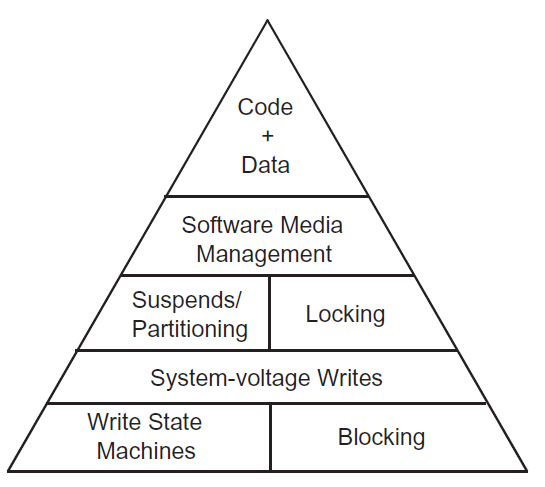 Code
+
Data
Software Media
Management
Suspends/
Partitioning
Locking
System-voltage Writes
Write State
Machines
Blocking